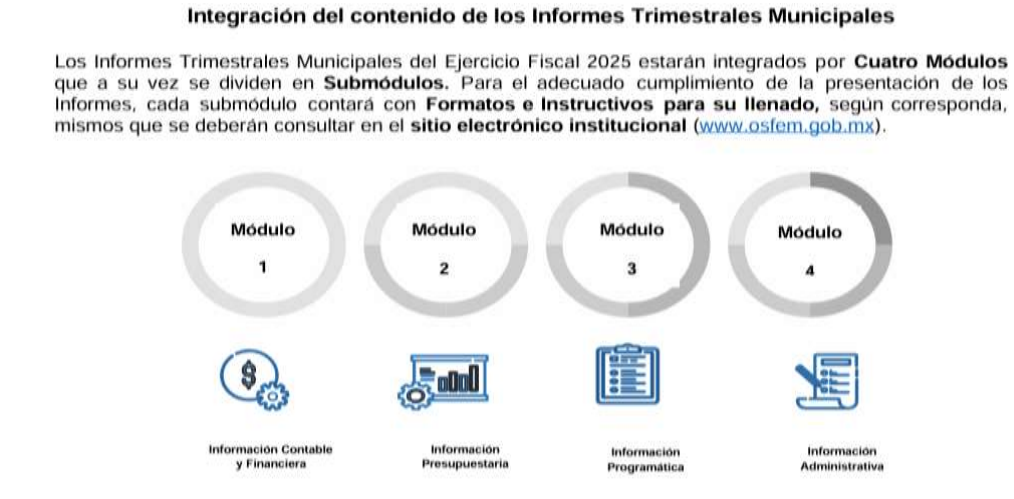 Integración del contenido de los Informes Trimestrales Municipales
Los Informes Trimestrales Municipales del Ejercicio Fiscal 2025 estarán integrados por Cuatro Módulos
que a su vez se dividen en Submódulos. Para el adecuado cumplimiento de la presentación de los
Informes, cada submódulo contará con Formatos e Instructivos para su llenado, según corresponda,
mismos que se deberán consultar en el sitio electrónico institucional (www.osfem.gob.mx).
Módulo
1
Módulo
2
Módulo
3
Módulo
4
$
Información Contable
y Financiera
Información
Presupuestaria
Información
Programática
Información
Administrativa